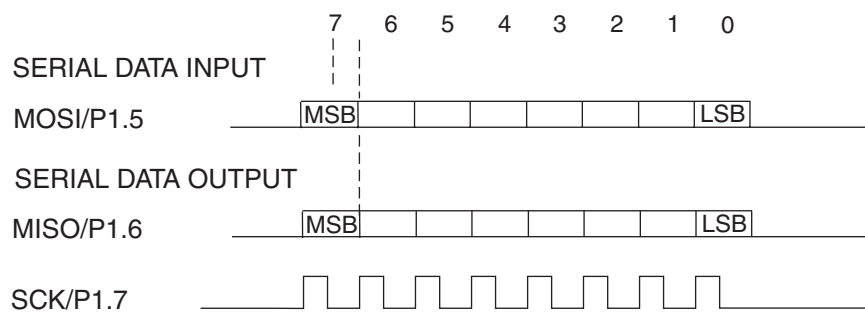 7 6 5 4 3 2 1 0
SERIAL DATA INPUT
MOSI/P1.5 MSB LSB
SERIAL DATA OUTPUT
MISO/P1.6 MSB LSB
SCK/P1.7